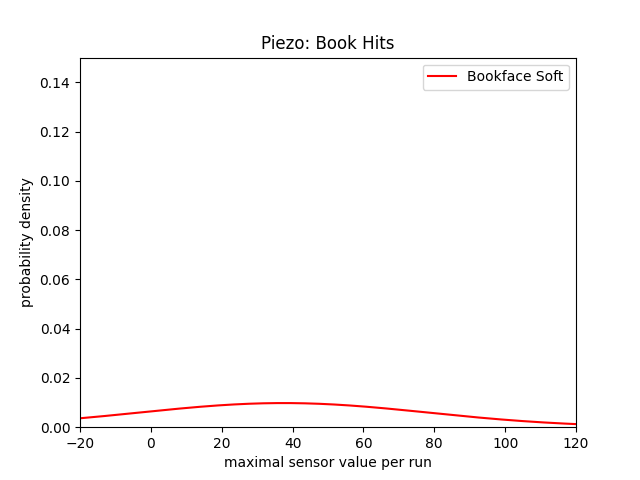 Piezo: Book Hits
Bookface Soft
probability density
0.14
0.12
0.10
0.08
0.06
0.04
0.02
0.00
−20 0 20 40 60 80 100 120
maximal sensor value per run